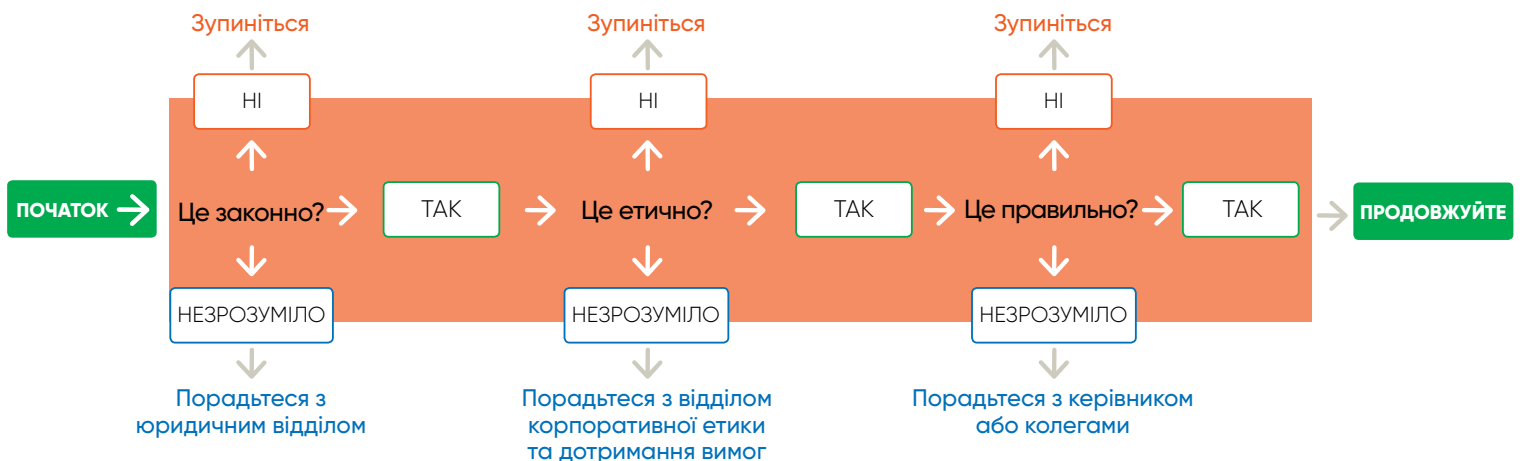 Зупиніться
Зупиніться
Зупиніться
НІ
НІ
НІ
ПОЧАТОК
Це законно?
ТАК
Це етично?
ТАК
Це правильно?
ТАК
ПРОДОВЖУЙТЕ
НЕЗРОЗУМІЛО
НЕЗРОЗУМІЛО
НЕЗРОЗУМІЛО
Порадьтеся з
юридичним відділом
Порадьтеся з відділом
корпоративної етики
та дотримання вимог
Порадьтеся з керівником
або колегами